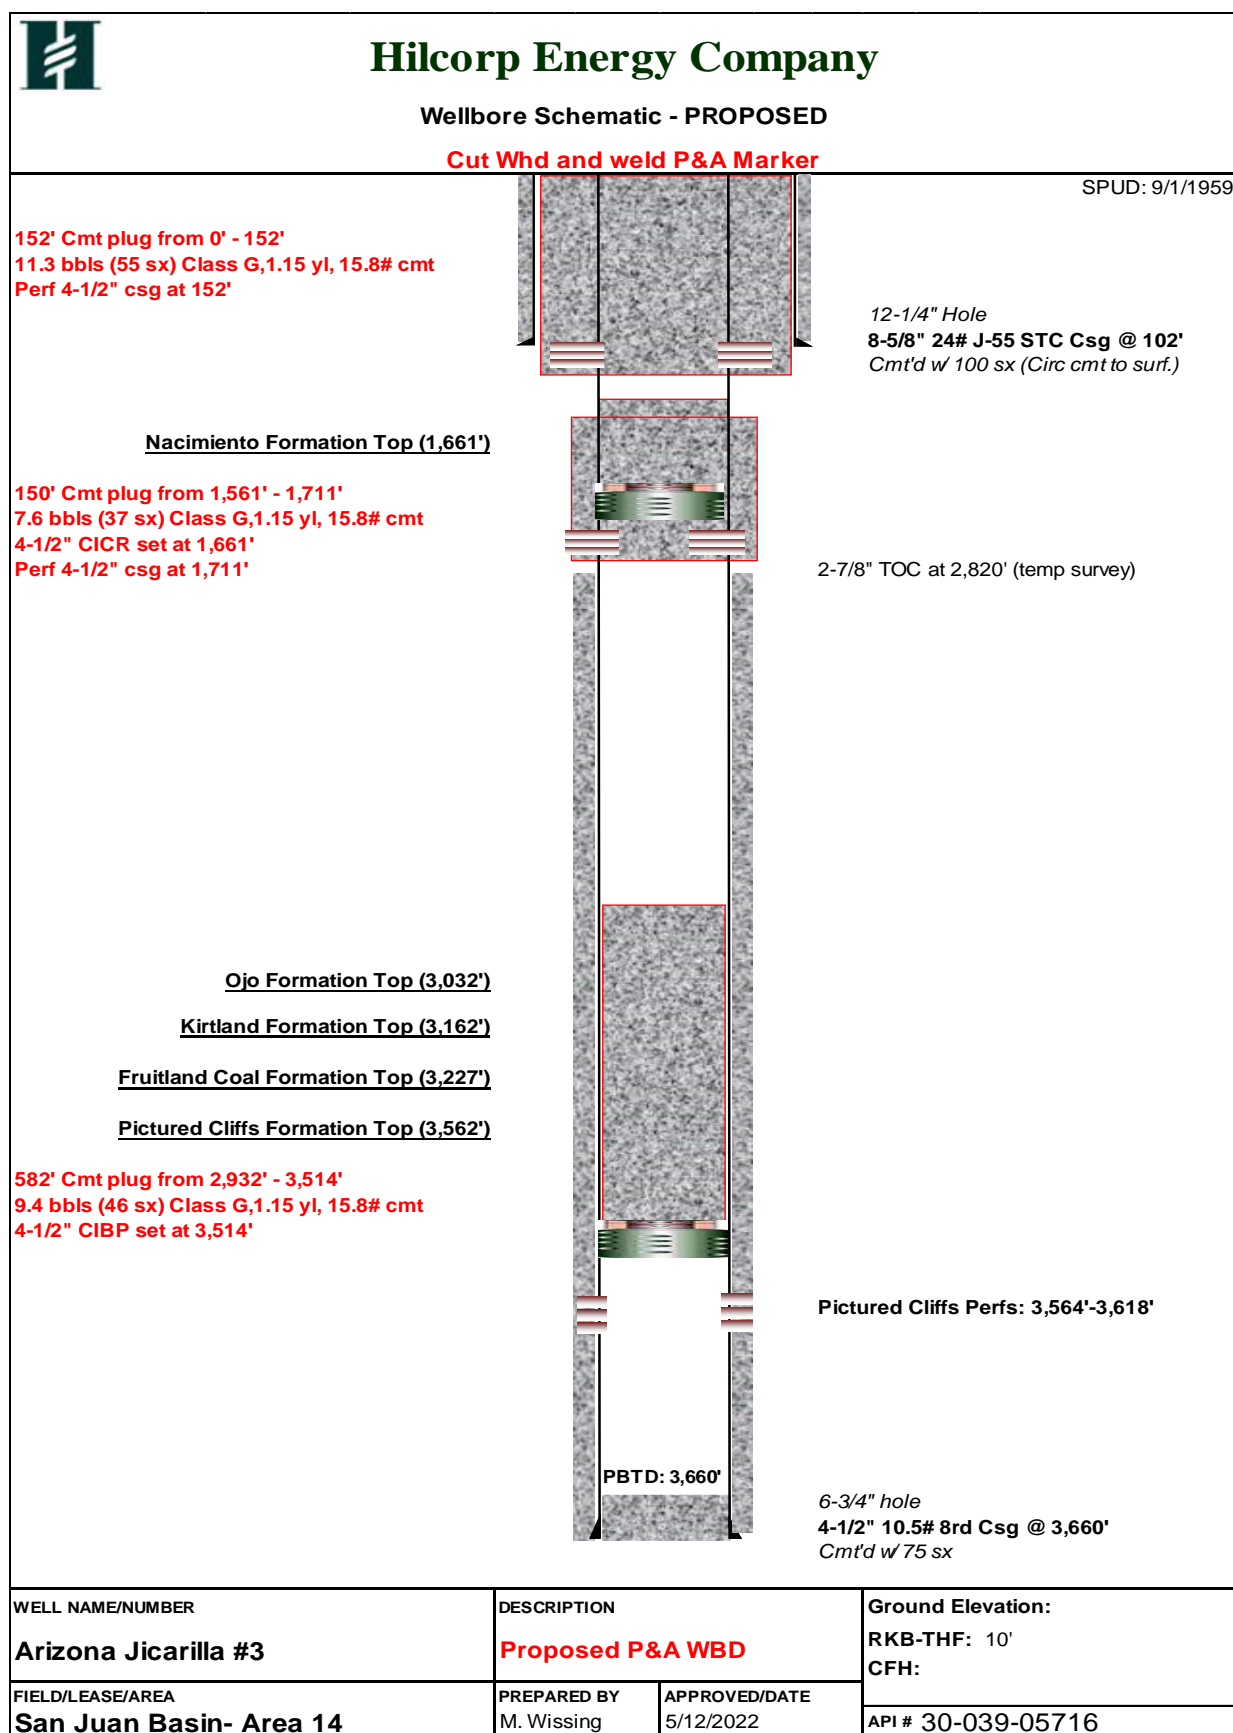 Hilcorp Energy Company
Wellbore Schematic - PROPOSED
Cut Whd and weld P&A Marker
SPUD: 9/1/1959
152' Cmt plug from 0' - 152'
11.3 bbls (55 sx) Class G,1.15 yl, 15.8# cmt
Perf 4-1/2" csg at 152'
12-1/4" Hole
8-5/8" 24# J-55 STC Csg @ 102'
Cmt'd w/ 100 sx (Circ cmt to surf.)
Nacimiento Formation Top (1,661')
150' Cmt plug from 1,561' - 1,711'
7.6 bbls (37 sx) Class G,1.15 yl, 15.8# cmt
4-1/2" CICR set at 1,661'
Perf 4-1/2" csg at 1,711'
2-7/8" TOC at 2,820' (temp survey)
Ojo Formation Top (3,032')
Kirtland Formation Top (3,162')
Fruitland Coal Formation Top (3,227')
Pictured Cliffs Formation Top (3,562')
582' Cmt plug from 2,932' - 3,514'
9.4 bbls (46 sx) Class G,1.15 yl, 15.8# cmt
4-1/2" CIBP set at 3,514'
Pictured Cliffs Perfs: 3,564'-3,618'
PBTD: 3,660'
6-3/4" hole
4-1/2" 10.5# 8rd Csg @ 3,660'
Cmt'd w/ 75 sx
WELL NAME/NUMBER
Arizona Jicarilla #3
DESCRIPTION
Proposed P&A WBD
Ground Elevation:
RKB-THF: 10'
CFH:
FIELD/LEASE/AREA
San Juan Basin- Area 14
PREPARED BY
M. Wissing
APPROVED/DATE
5/12/2022
API # 30-039-05716